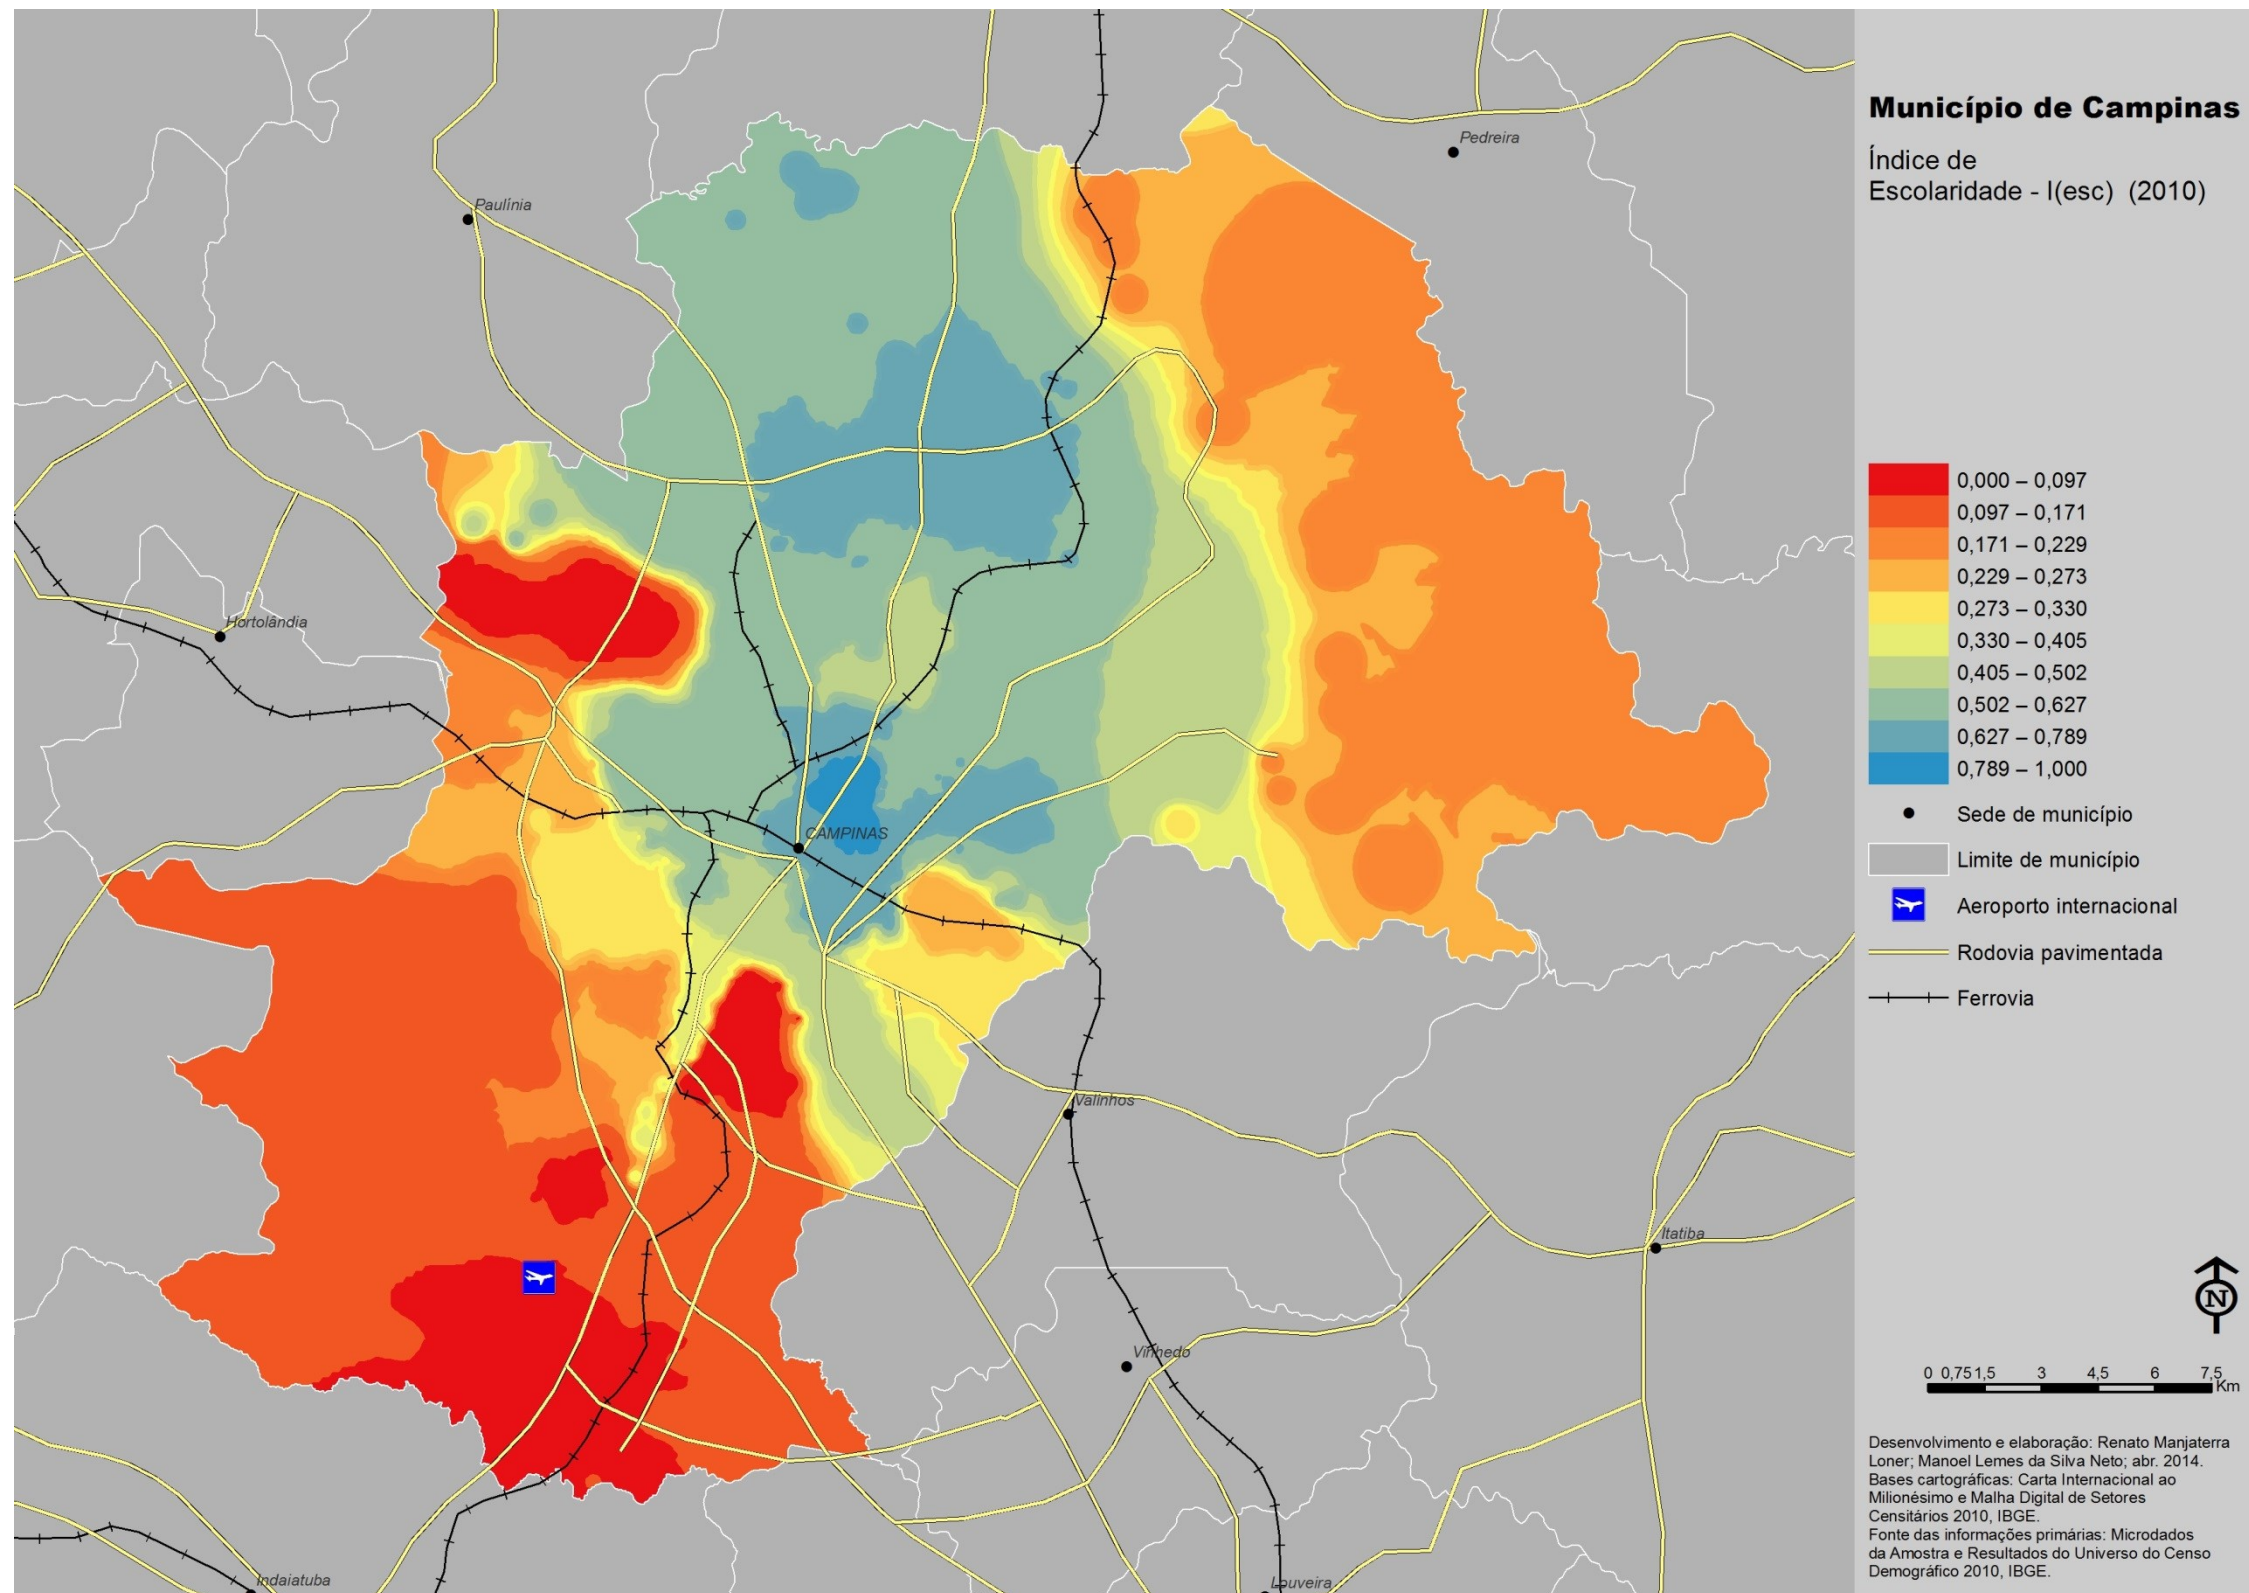 Pedreira
Paulínia
Hortolândia
CAMPINAS
Valinhos
Itatiba
Vinhedo
Indaiatuba
Louveira
Município de Campinas
Índice de
Escolaridade - I(esc) (2010)
0,000 – 0,097
0,097 – 0,171
0,171 – 0,229
0,229 – 0,273
0,273 – 0,330
0,330 – 0,405
0,405 – 0,502
0,502 – 0,627
0,627 – 0,789
0,789 – 1,000
Sede de município
Limite de município
Aeroporto internacional
Rodovia pavimentada
Ferrovia
N
0 0,75 1,5 3 4,5 6 7,5
Km
Desenvolvimento e elaboração: Renato Manjaterra
Loner; Manoel Lemes da Silva Neto; abr. 2014.
Bases cartográficas: Carta Internacional ao
Milionésimo e Malha Digital de Setores
Censitários 2010, IBGE.
Fonte das informações primárias: Microdados
da Amostra e Resultados do Universo do Censo
Demográfico 2010, IBGE.